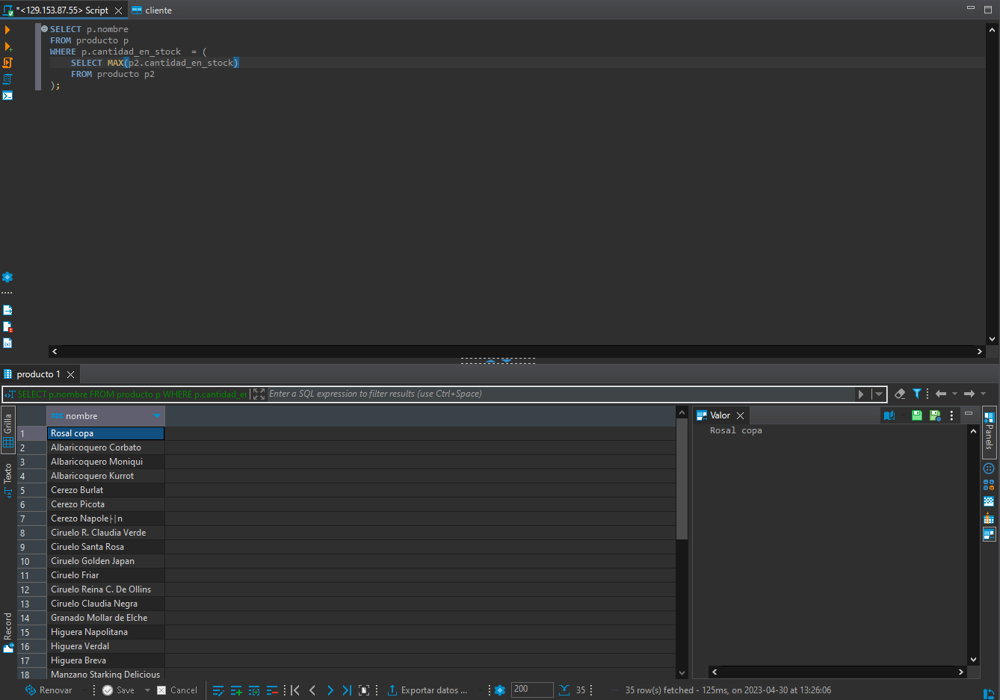 *<129.153.87.55> Script
cliente
SELECT p.nombre
FROM producto p
WHERE p.cantidad_en_stock  = (
    SELECT MAX(p2.cantidad_en_stock)
    FROM producto p2
);
producto 1
SELECT p.nombre FROM producto p WHERE p.cantidad_en
Enter a SQL expression to filter results (use Ctrl+Space)
Grilla
Texto
Record
ABC nombre
1 Rosal copa
2 Albaricoquero Corbato
3 Albaricoquero Moniqui
4 Albaricoquero Kurrot
5 Cerezo Burlat
6 Cerezo Picota
7 Cerezo Napole├│n
8 Ciruelo R. Claudia Verde
9 Ciruelo Santa Rosa
10 Ciruelo Golden Japan
11 Ciruelo Friar
12 Ciruelo Reina C. De Ollins
13 Ciruelo Claudia Negra
14 Granado Mollar de Elche
15 Higuera Napolitana
16 Higuera Verdal
17 Higuera Breva
18 Manzano Starking Delicious
Valor
Rosal copa
Panels
Renovar
Save
Cancel
Exportar datos ...
200
35
35 row(s) fetched - 125ms, on 2023-04-30 at 13:26:06